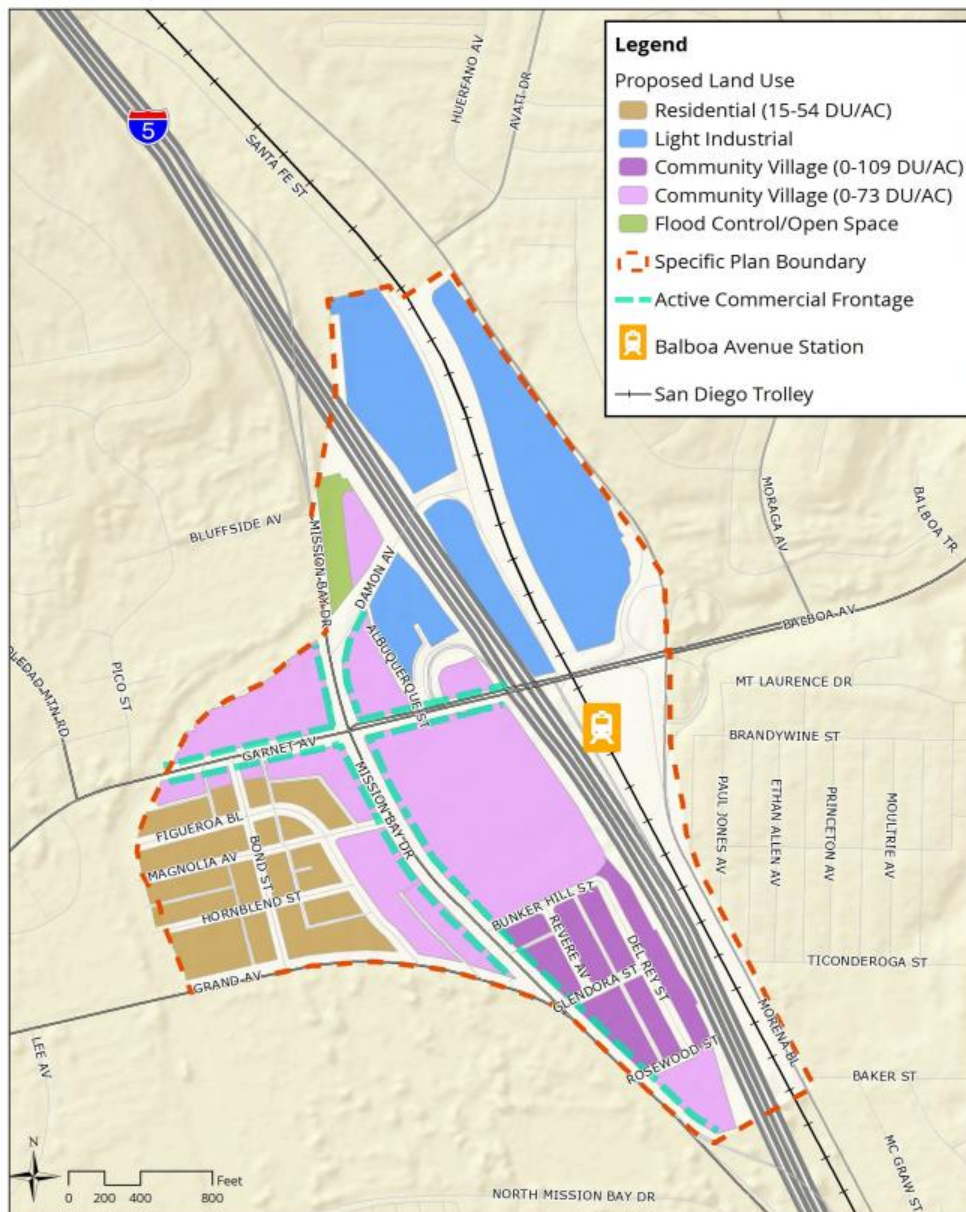 Legend
Proposed Land Use
Residential (15-54 DU/AC)
Light Industrial
Community Village (0-109 DU/AC)
Community Village (0-73 DU/AC)
Flood Control/Open Space
Specific Plan Boundary
Active Commercial Frontage
Balboa Avenue Station
San Diego Trolley
HUERFANO AV
AVATI DR
5
SANTA FE ST
MORAGA AV
BALBOA TR
BLUFFSIDE AV
MISSION BAY DR
DAMON AV
ALBUQUERQUE ST
BALBOA AV
OLEDAD MTN RD
PICO ST
MT LAURENCE DR
BRANDYWINE ST
GARNET AV
MISSION BAY DR
PAUL JONES AV
ETHAN ALLEN AV
PRINCETON AV
MOULTRIE AV
FIGUEROA BL
BOND ST
MAGNOLIA AV
HORNBLEND ST
BUNKER HILL ST
REVERE AV
DEL REY ST
GLENDORA ST
TICONDEROGA ST
GRAND AV
MORENA BL
ROSEWOOD ST
LEE AV
BAKER ST
MC GRAW ST
N
0 200 400 800 Feet
NORTH MISSION BAY DR